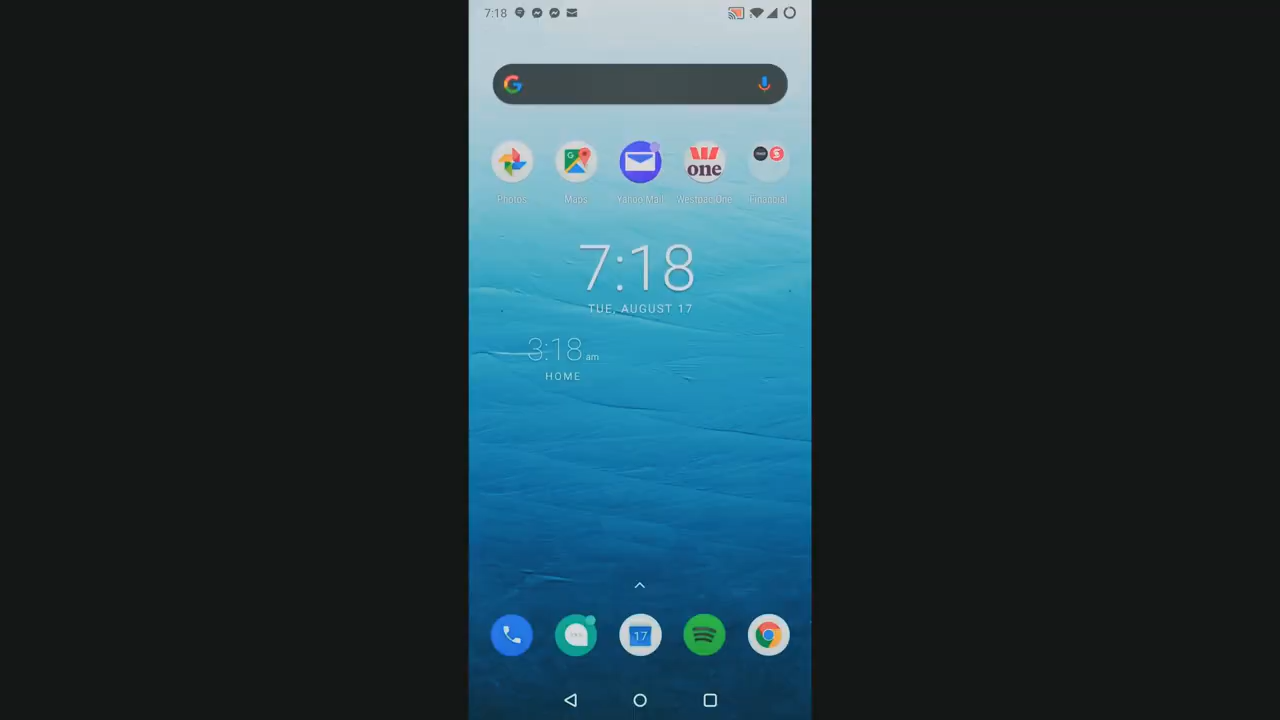 7:18
Photos
Maps
Yahoo Mail
Westpac One
Financial
one
7:18
TUE, AUGUST 17
3:18 am
HOME
17